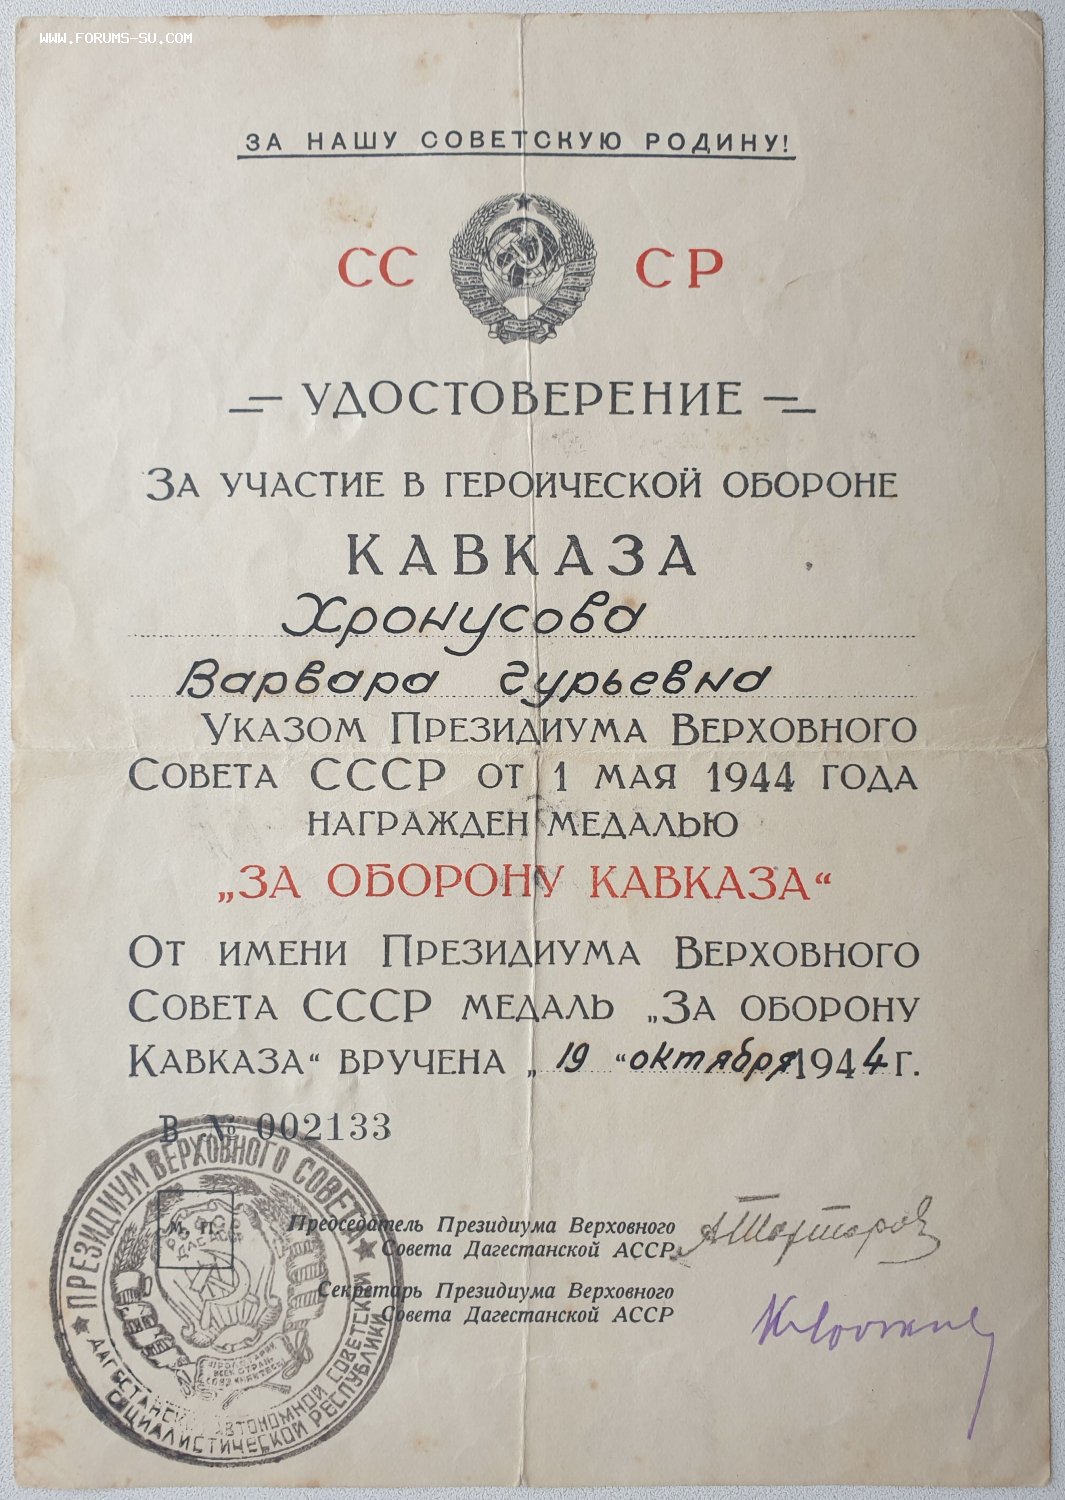 WWW.FORUMS-SU.COM
ЗА НАШУ СОВЕТСКУЮ РОДИНУ!
СС СР
УДОСТОВЕРЕНИЕ
ЗА УЧАСТИЕ В ГЕРОИЧЕСКОЙ ОБОРОНЕ
КАВКАЗА
Хронусова
Варвара Гурьевна
УКАЗОМ ПРЕЗИДИУМА ВЕРХОВНОГО
СОВЕТА СССР ОТ 1 МАЯ 1944 ГОДА
НАГРАЖДЕН МЕДАЛЬЮ
„ЗА ОБОРОНУ КАВКАЗА“
ОТ ИМЕНИ ПРЕЗИДИУМА ВЕРХОВНОГО
СОВЕТА СССР МЕДАЛЬ „ЗА ОБОРОНУ
КАВКАЗА“ ВРУЧЕНА „19“ октября 1944 Г.
В № 002133
ПРЕЗИДИУМ ВЕРХОВНОГО СОВЕТА
ДАГЕСТАНСКОЙ АВТОНОМНОЙ СОВЕТСКОЙ
СОЦИАЛИСТИЧЕСКОЙ РЕСПУБЛИКИ
М. П.
Председатель Президиума Верховного
Совета Дагестанской АССР
Секретарь Президиума Верховного
Совета Дагестанской АССР